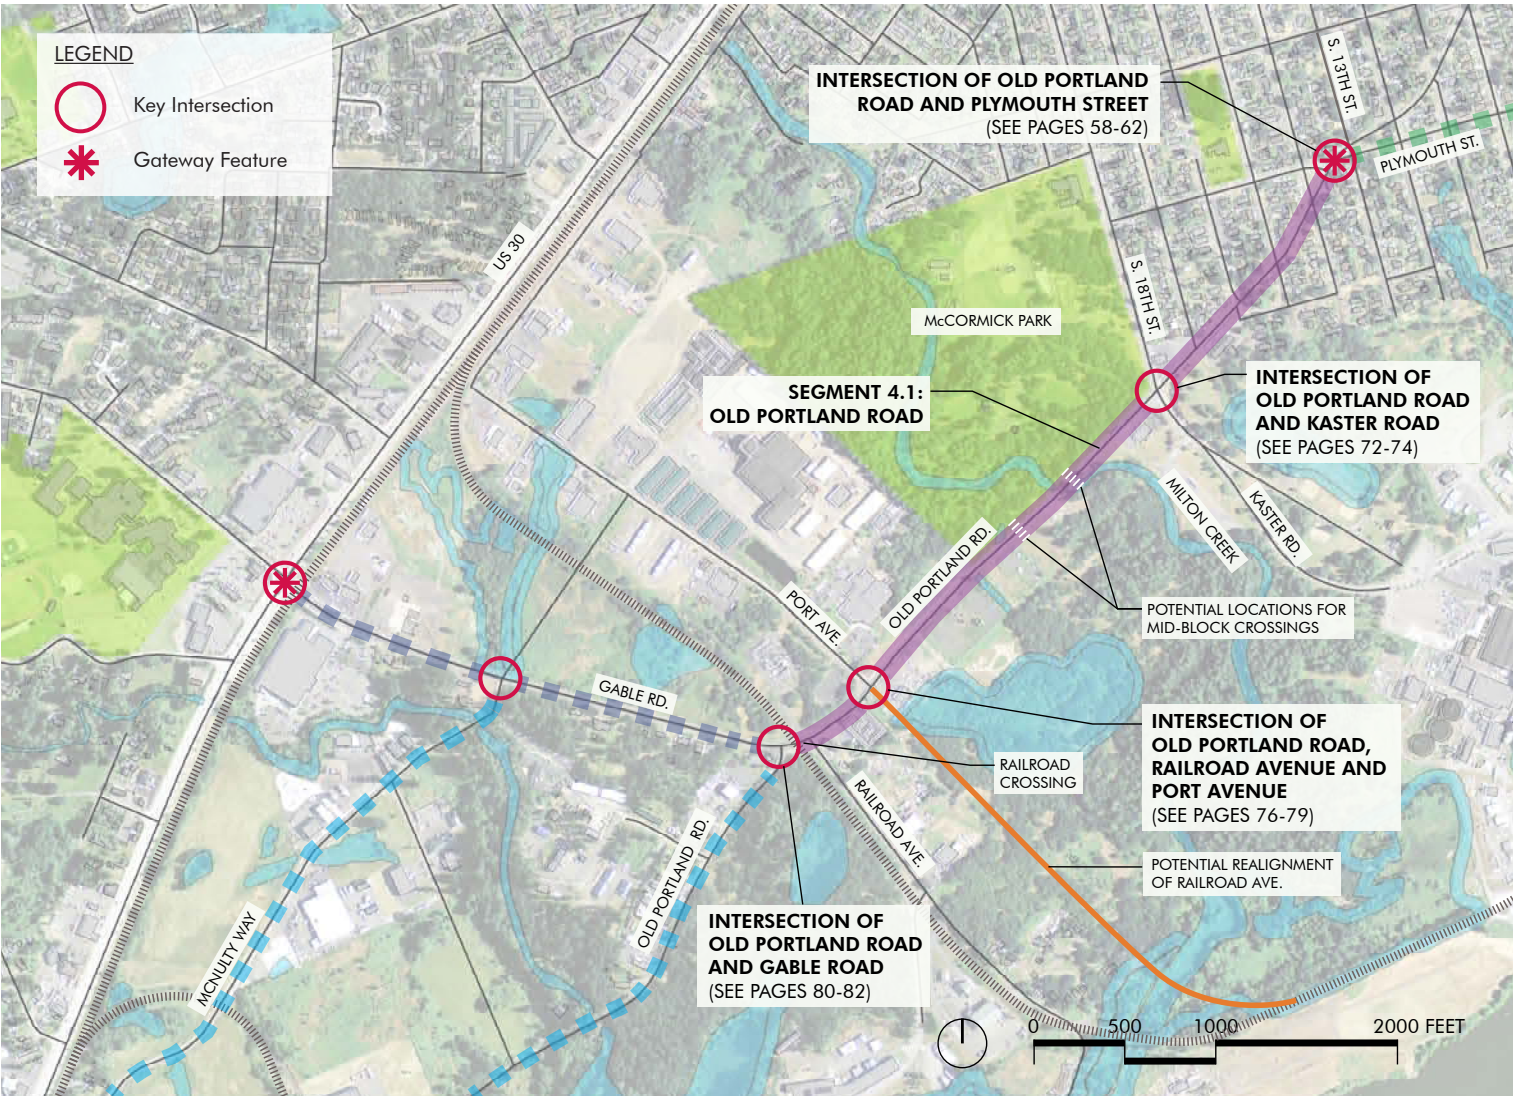 LEGEND
Key Intersection
Gateway Feature
INTERSECTION OF OLD PORTLAND
ROAD AND PLYMOUTH STREET
(SEE PAGES 58-62)
S. 13TH ST.
PLYMOUTH ST.
US 30
S. 18TH ST.
McCORMICK PARK
SEGMENT 4.1:
OLD PORTLAND ROAD
INTERSECTION OF
OLD PORTLAND ROAD
AND KASTER ROAD
(SEE PAGES 72-74)
MILTON CREEK
KASTER RD.
OLD PORTLAND RD.
PORT AVE.
POTENTIAL LOCATIONS FOR
MID-BLOCK CROSSINGS
GABLE RD.
INTERSECTION OF
OLD PORTLAND ROAD,
RAILROAD AVENUE AND
PORT AVENUE
(SEE PAGES 76-79)
RAILROAD
CROSSING
RAILROAD AVE.
OLD PORTLAND RD.
POTENTIAL REALIGNMENT
OF RAILROAD AVE.
MCNULTY WAY
INTERSECTION OF
OLD PORTLAND ROAD
AND GABLE ROAD
(SEE PAGES 80-82)
0 500 1000 2000 FEET